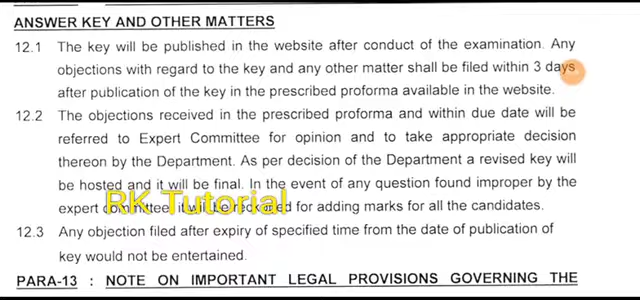 ANSWER KEY AND OTHER MATTERS
12.1 The key will be published in the website after conduct of the examination. Any
objections with regard to the key and any other matter shall be filed within 3 days
after publication of the key in the prescribed proforma available in the website.
12.2 The objections received in the prescribed proforma and within due date will be
referred to Expert Committee for opinion and to take appropriate decision
thereon by the Department. As per decision of the Department a revised key will
be hosted and it will be final. In the event of any question found improper by the
expert committee, it will be reckoned for adding marks for all the candidates.
RK Tutorial
12.3 Any objection filed after expiry of specified time from the date of publication of
key would not be entertained.
PARA-13 : NOTE ON IMPORTANT LEGAL PROVISIONS GOVERNING THE